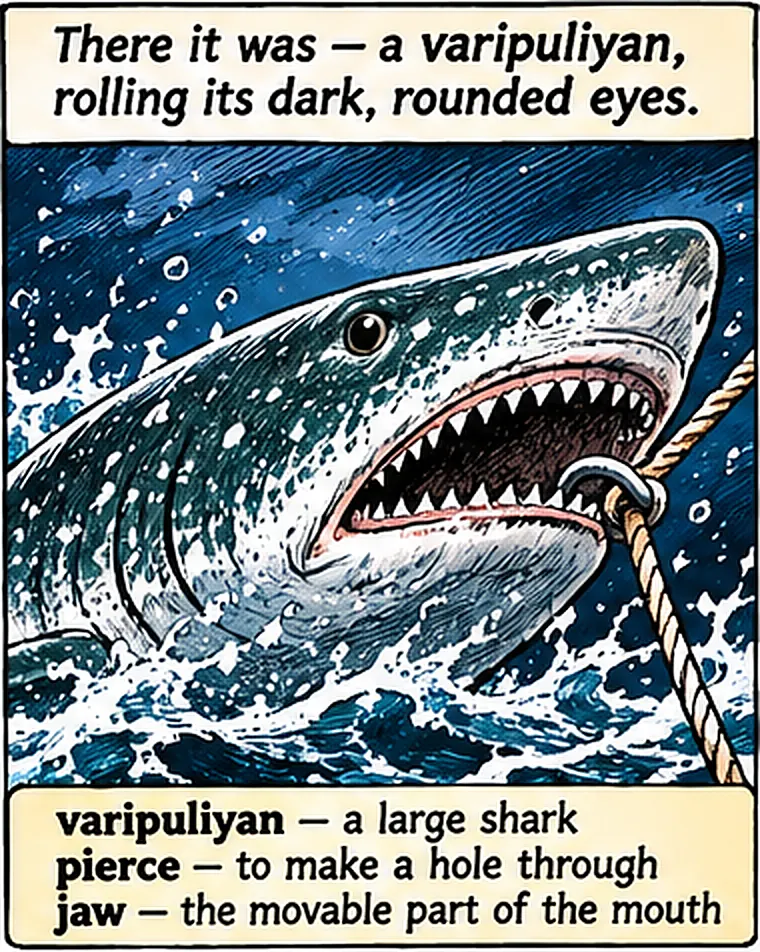 There it was — a varipuliyan,
rolling its dark, rounded eyes.
varipuliyan — a large shark
pierce — to make a hole through
jaw — the movable part of the mouth